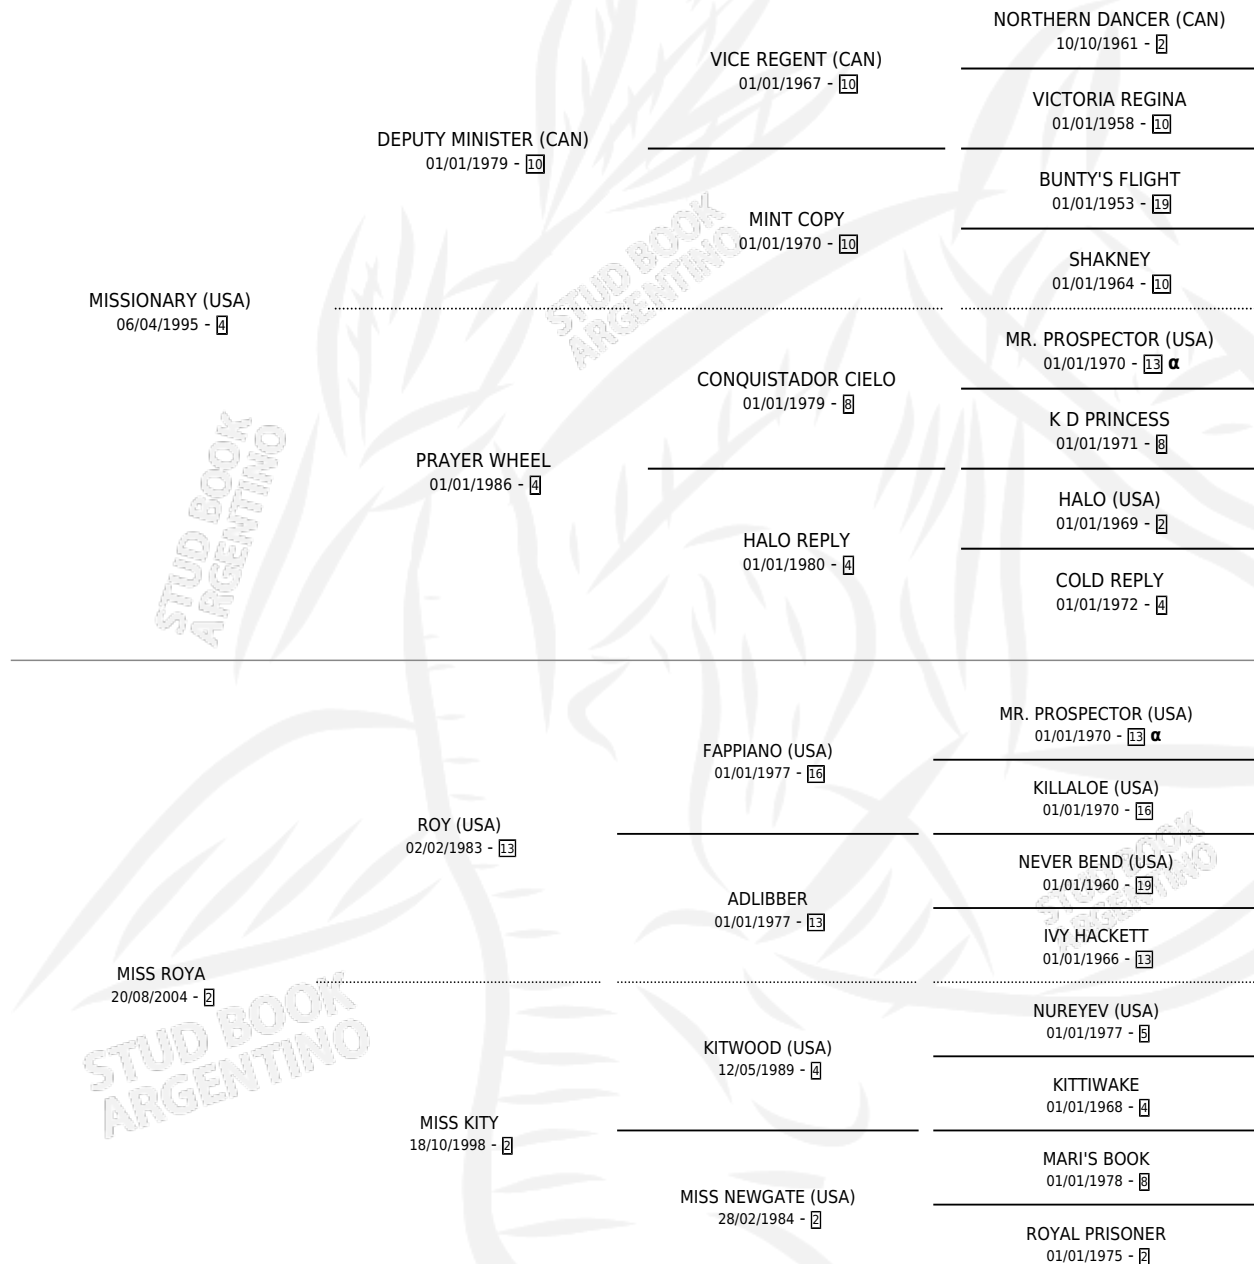 NORTHERN DANCER (CAN)
10/10/1961 - 2
VICE REGENT (CAN)
01/01/1967 - 10
VICTORIA REGINA
01/01/1958 - 10
DEPUTY MINISTER (CAN)
01/01/1979 - 10
BUNTY'S FLIGHT
01/01/1953 - 19
MINT COPY
01/01/1970 - 10
SHAKNEY
01/01/1964 - 10
MISSIONARY (USA)
06/04/1995 - 4
MR. PROSPECTOR (USA)
01/01/1970 - 13 α
CONQUISTADOR CIELO
01/01/1979 - 8
K D PRINCESS
01/01/1971 - 8
PRAYER WHEEL
01/01/1986 - 4
HALO (USA)
01/01/1969 - 2
HALO REPLY
01/01/1980 - 4
COLD REPLY
01/01/1972 - 4
MR. PROSPECTOR (USA)
01/01/1970 - 13 α
FAPPIANO (USA)
01/01/1977 - 16
KILLALOE (USA)
01/01/1970 - 16
ROY (USA)
02/02/1983 - 13
NEVER BEND (USA)
01/01/1960 - 19
ADLIBBER
01/01/1977 - 13
IVY HACKETT
01/01/1966 - 13
MISS ROYA
20/08/2004 - 2
NUREYEV (USA)
01/01/1977 - 5
KITWOOD (USA)
12/05/1989 - 4
KITTIWAKE
01/01/1968 - 4
MISS KITY
18/10/1998 - 2
MARI'S BOOK
01/01/1978 - 8
MISS NEWGATE (USA)
28/02/1984 - 2
ROYAL PRISONER
01/01/1975 - 2
STUD BOOK
ARGENTINO
STUD BOOK
ARGENTINO
STUD BOOK
ARGENTINO
STUD BOOK
ARGENTINO